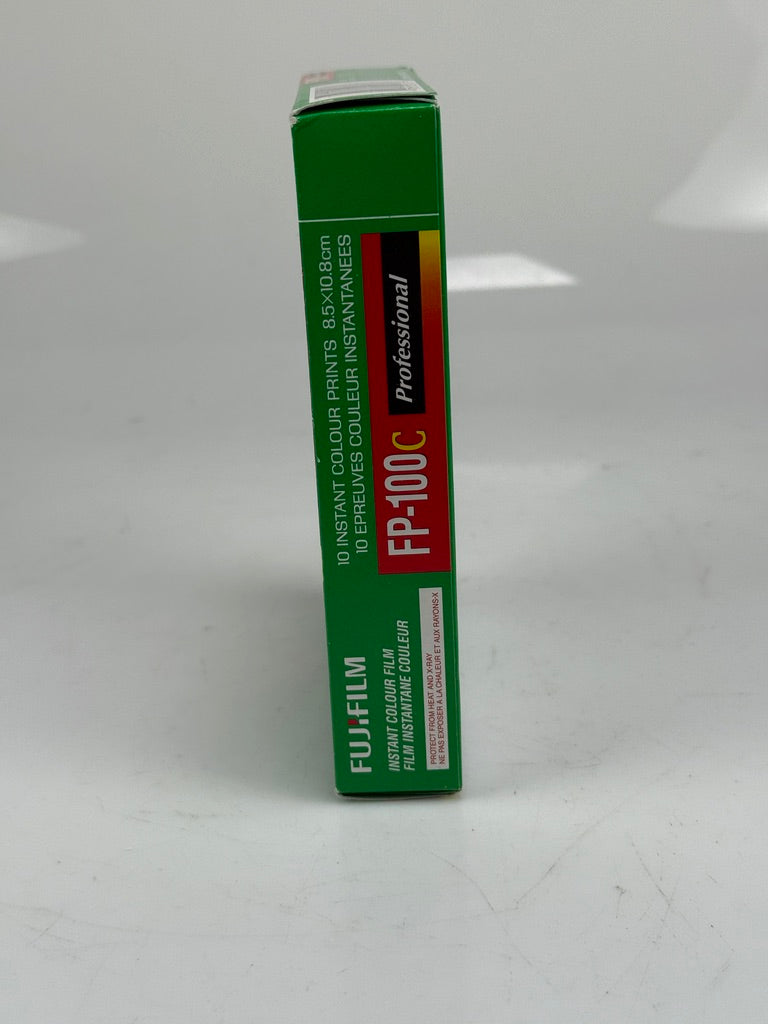 FUJIFILM
INSTANT COLOUR FILM
FILM INSTANTANE COULEUR
PROTECT FROM HEAT AND X-RAY
NE PAS EXPOSER A LA CHALEUR ET AUX RAYONS-X
10 INSTANT COLOUR PRINTS 8.5×10.8cm
10 EPREUVES COULEUR INSTANTANEES
FP-100C Professional